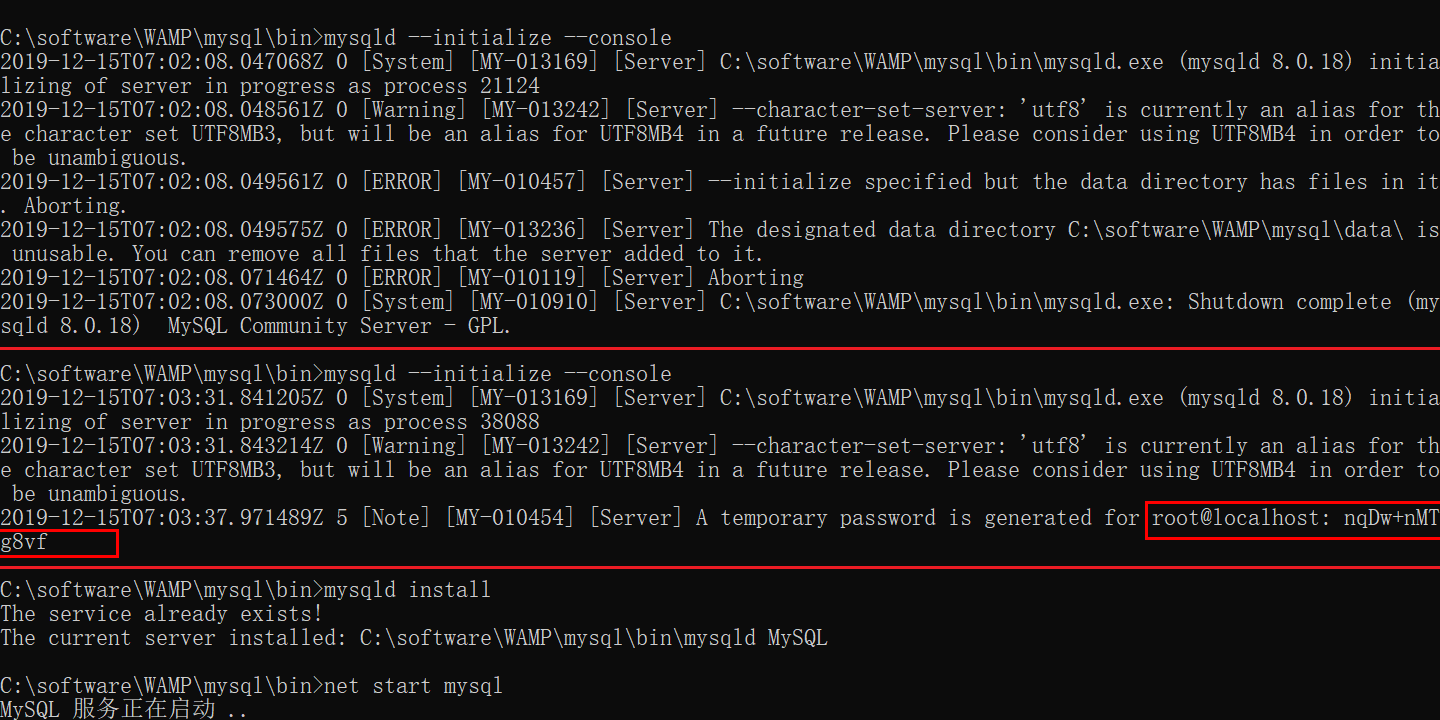 C:\software\WAMP\mysql\bin>mysqld --initialize --console
2019-12-15T07:02:08.047068Z 0 [System] [MY-013169] [Server] C:\software\WAMP\mysql\bin\mysqld.exe (mysqld 8.0.18) initia
lizing of server in progress as process 21124
2019-12-15T07:02:08.048561Z 0 [Warning] [MY-013242] [Server] --character-set-server: 'utf8' is currently an alias for th
e character set UTF8MB3, but will be an alias for UTF8MB4 in a future release. Please consider using UTF8MB4 in order to
 be unambiguous.
2019-12-15T07:02:08.049561Z 0 [ERROR] [MY-010457] [Server] --initialize specified but the data directory has files in it
. Aborting.
2019-12-15T07:02:08.049575Z 0 [ERROR] [MY-013236] [Server] The designated data directory C:\software\WAMP\mysql\data\ is
 unusable. You can remove all files that the server added to it.
2019-12-15T07:02:08.071464Z 0 [ERROR] [MY-010119] [Server] Aborting
2019-12-15T07:02:08.073000Z 0 [System] [MY-010910] [Server] C:\software\WAMP\mysql\bin\mysqld.exe: Shutdown complete (my
sqld 8.0.18)  MySQL Community Server - GPL.
C:\software\WAMP\mysql\bin>mysqld --initialize --console
2019-12-15T07:03:31.841205Z 0 [System] [MY-013169] [Server] C:\software\WAMP\mysql\bin\mysqld.exe (mysqld 8.0.18) initia
lizing of server in progress as process 38088
2019-12-15T07:03:31.843214Z 0 [Warning] [MY-013242] [Server] --character-set-server: 'utf8' is currently an alias for th
e character set UTF8MB3, but will be an alias for UTF8MB4 in a future release. Please consider using UTF8MB4 in order to
 be unambiguous.
2019-12-15T07:03:37.971489Z 5 [Note] [MY-010454] [Server] A temporary password is generated for root@localhost: nqDw+nMT
g8vf
C:\software\WAMP\mysql\bin>mysqld install
The service already exists!
The current server installed: C:\software\WAMP\mysql\bin\mysqld MySQL
C:\software\WAMP\mysql\bin>net start mysql
MySQL 服务正在启动 ..